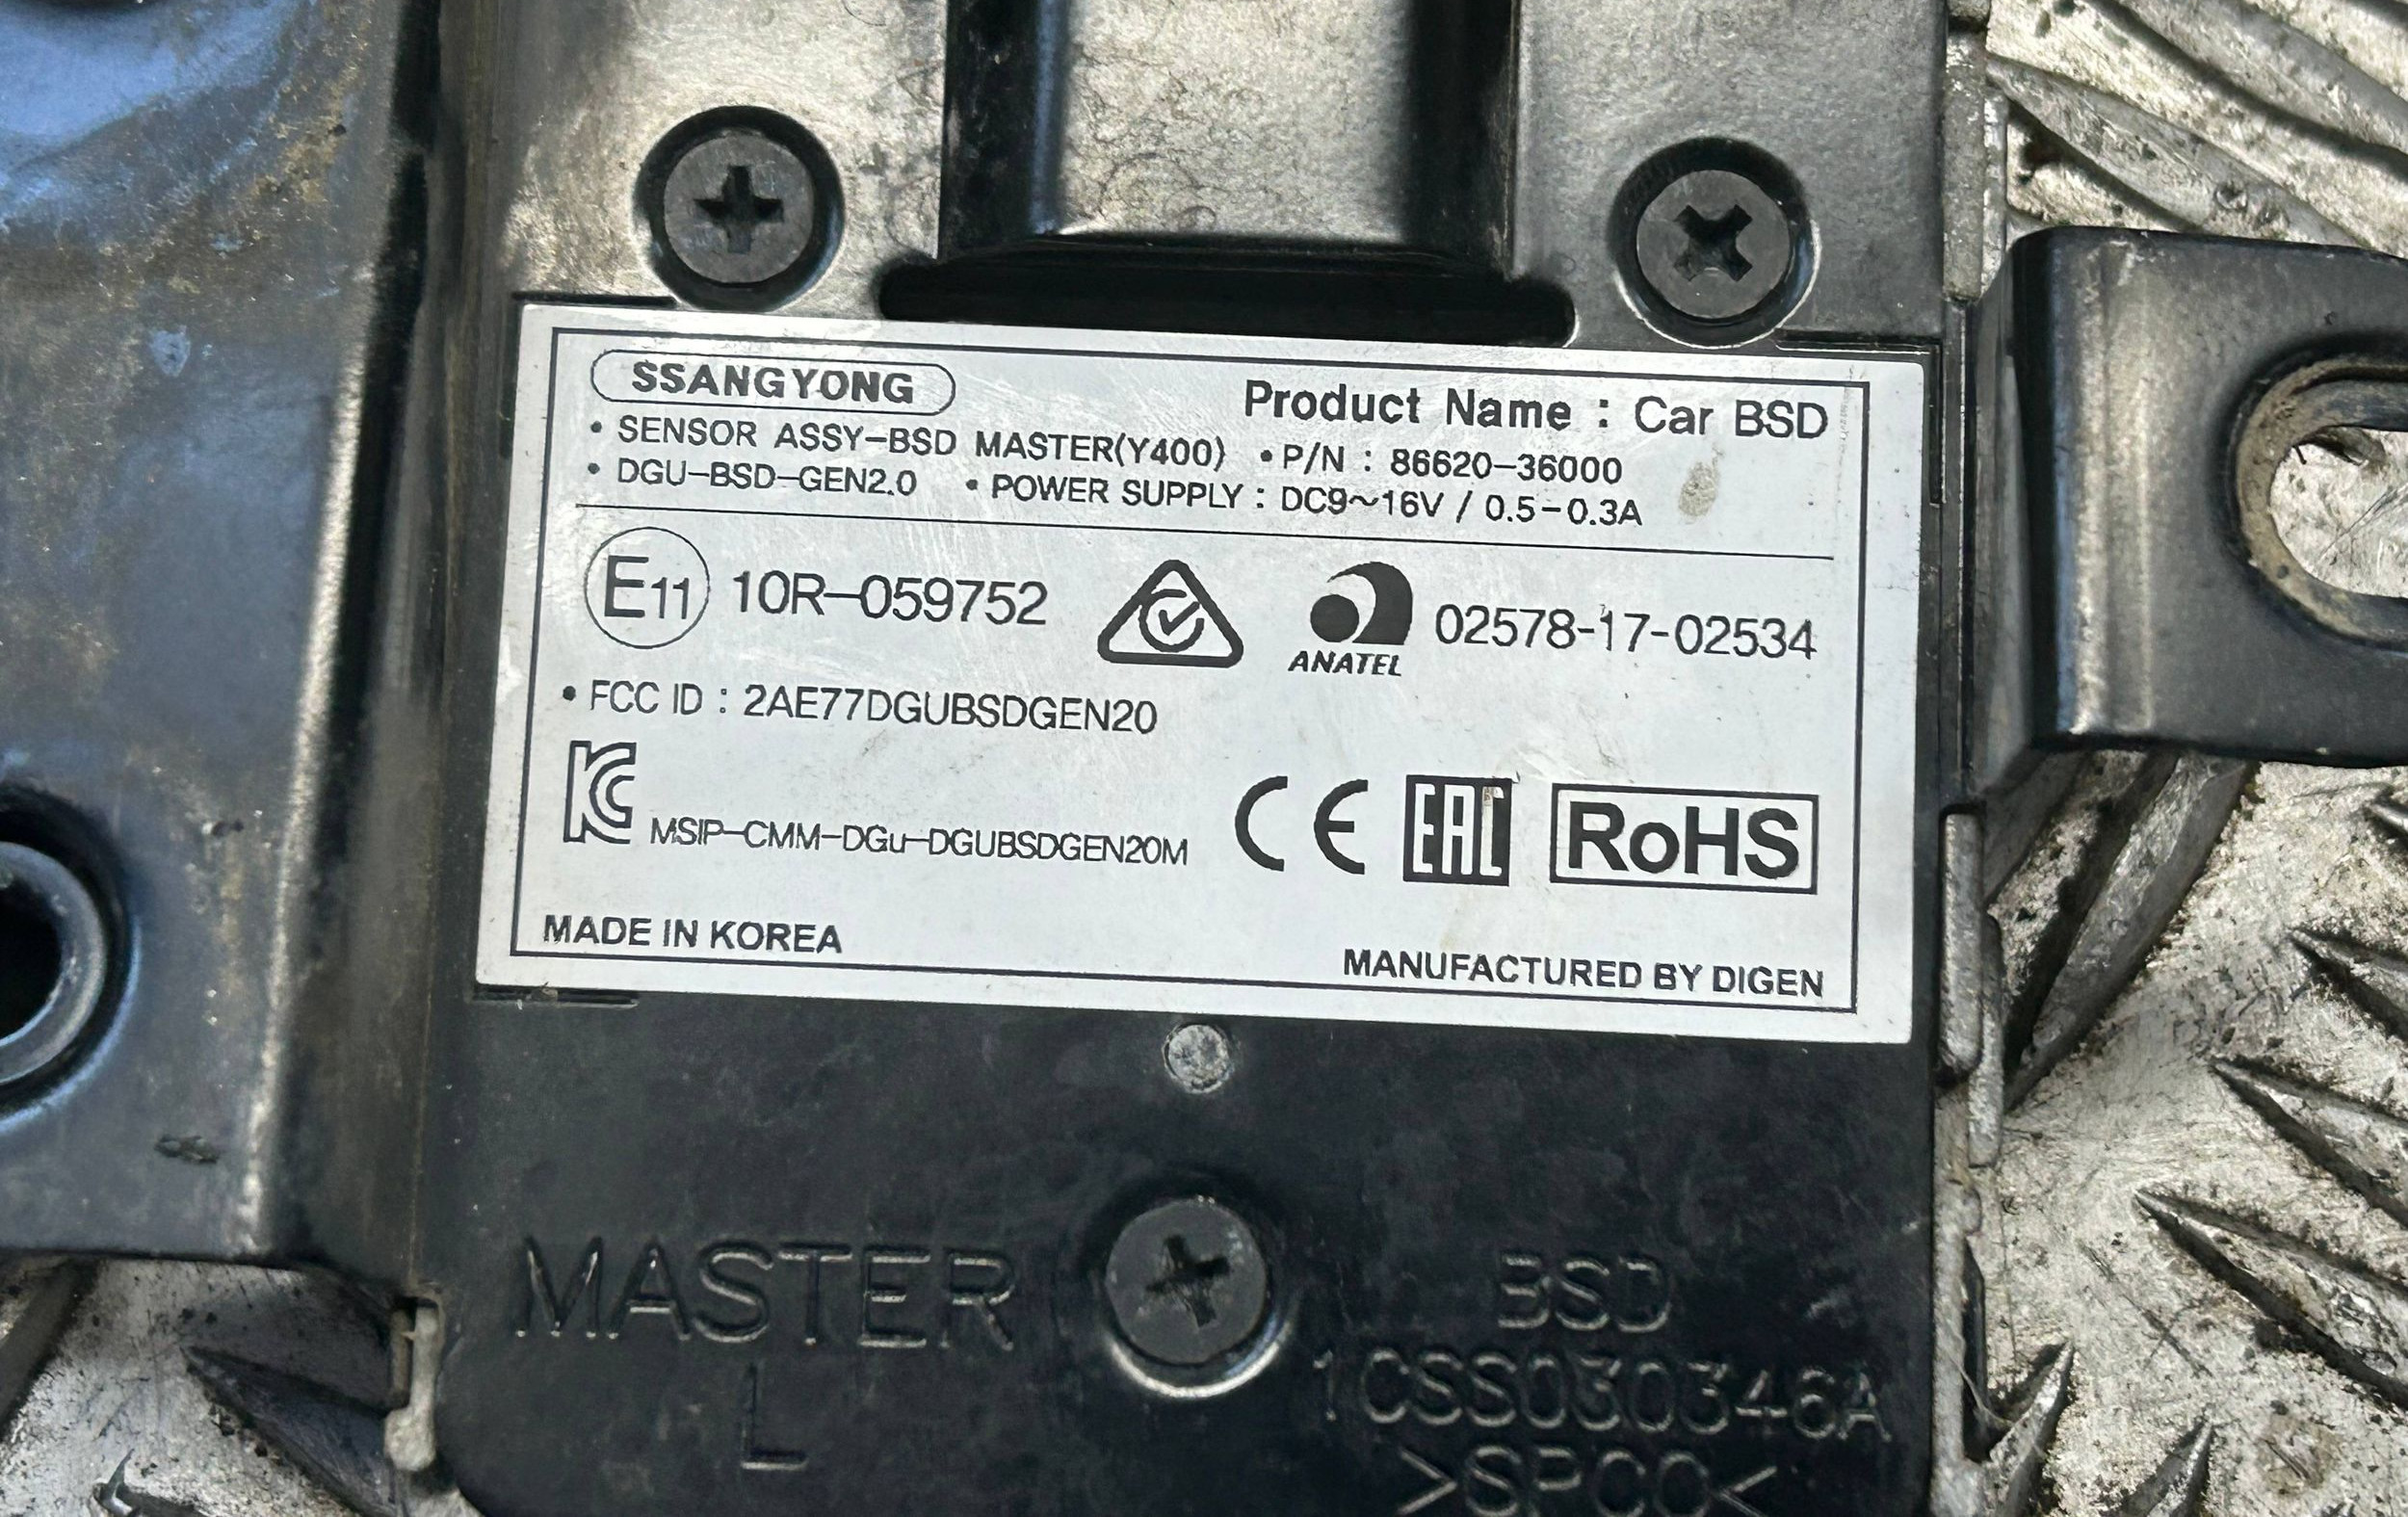 SSANGYONG
Product Name : Car BSD
• SENSOR ASSY-BSD MASTER(Y400) • P/N : 86620-36000
• DGU-BSD-GEN2.0 • POWER SUPPLY : DC9~16V / 0.5-0.3A
E11 10R-059752 ANATEL 02578-17-02534
• FCC ID : 2AE77DGUBSDGEN20
KC MSIP-CMM-DGu-DGUBSDGEN20M CE EAC RoHS
MADE IN KOREA
MANUFACTURED BY DIGEN
MASTER
L
BSD
1CSS030346A
>SPCC<